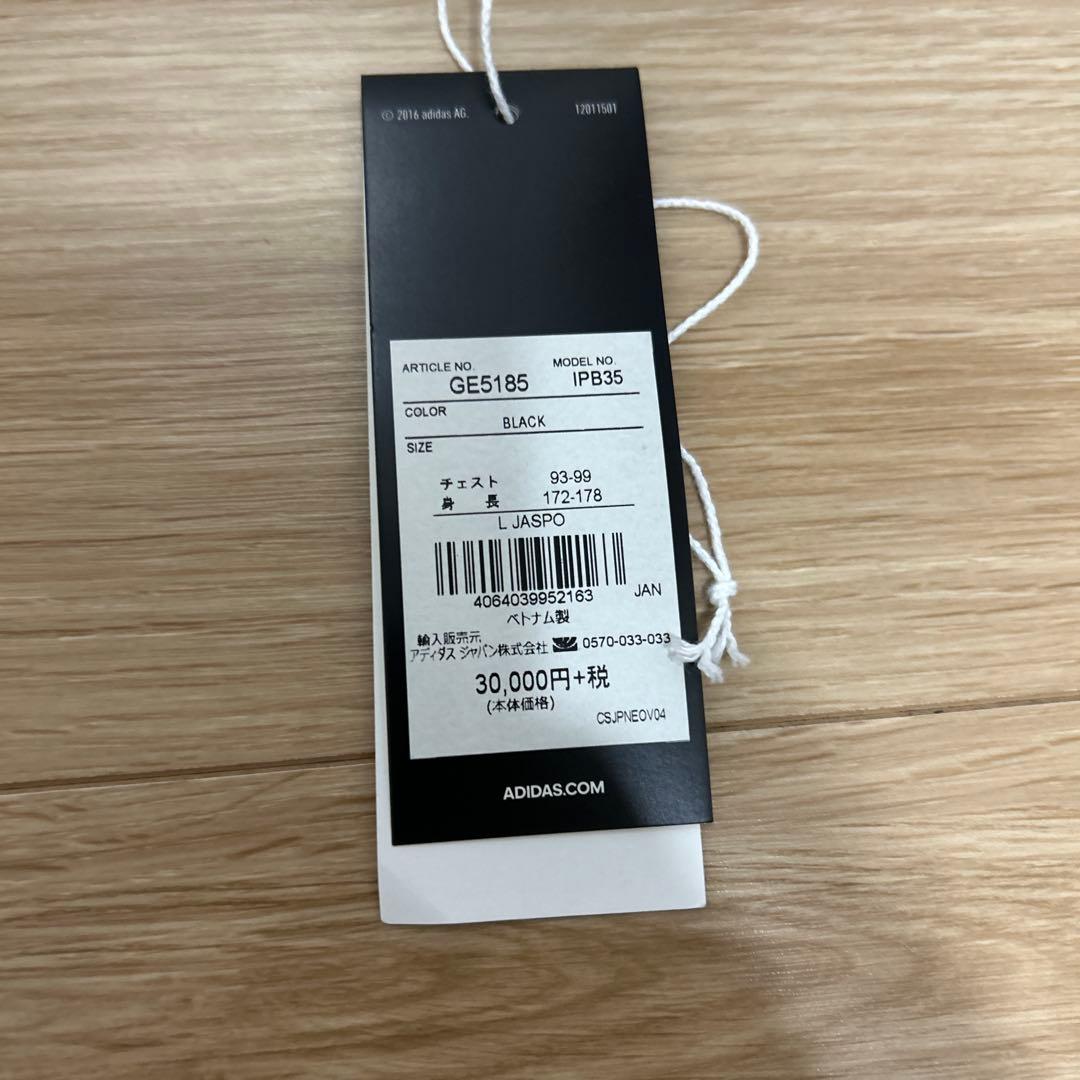 © 2016 adidas AG. 12011501
ARTICLE NO. MODEL NO.
GE5185 IPB35
COLOR
BLACK
SIZE
チェスト 93-99
身長 172-178
L JASPO
4064039952163 JAN
ベトナム製
輸入販売元
アディダス ジャパン株式会社 0570-033-033
30,000円+税
(本体価格)
CSJPNEOV04
ADIDAS.COM